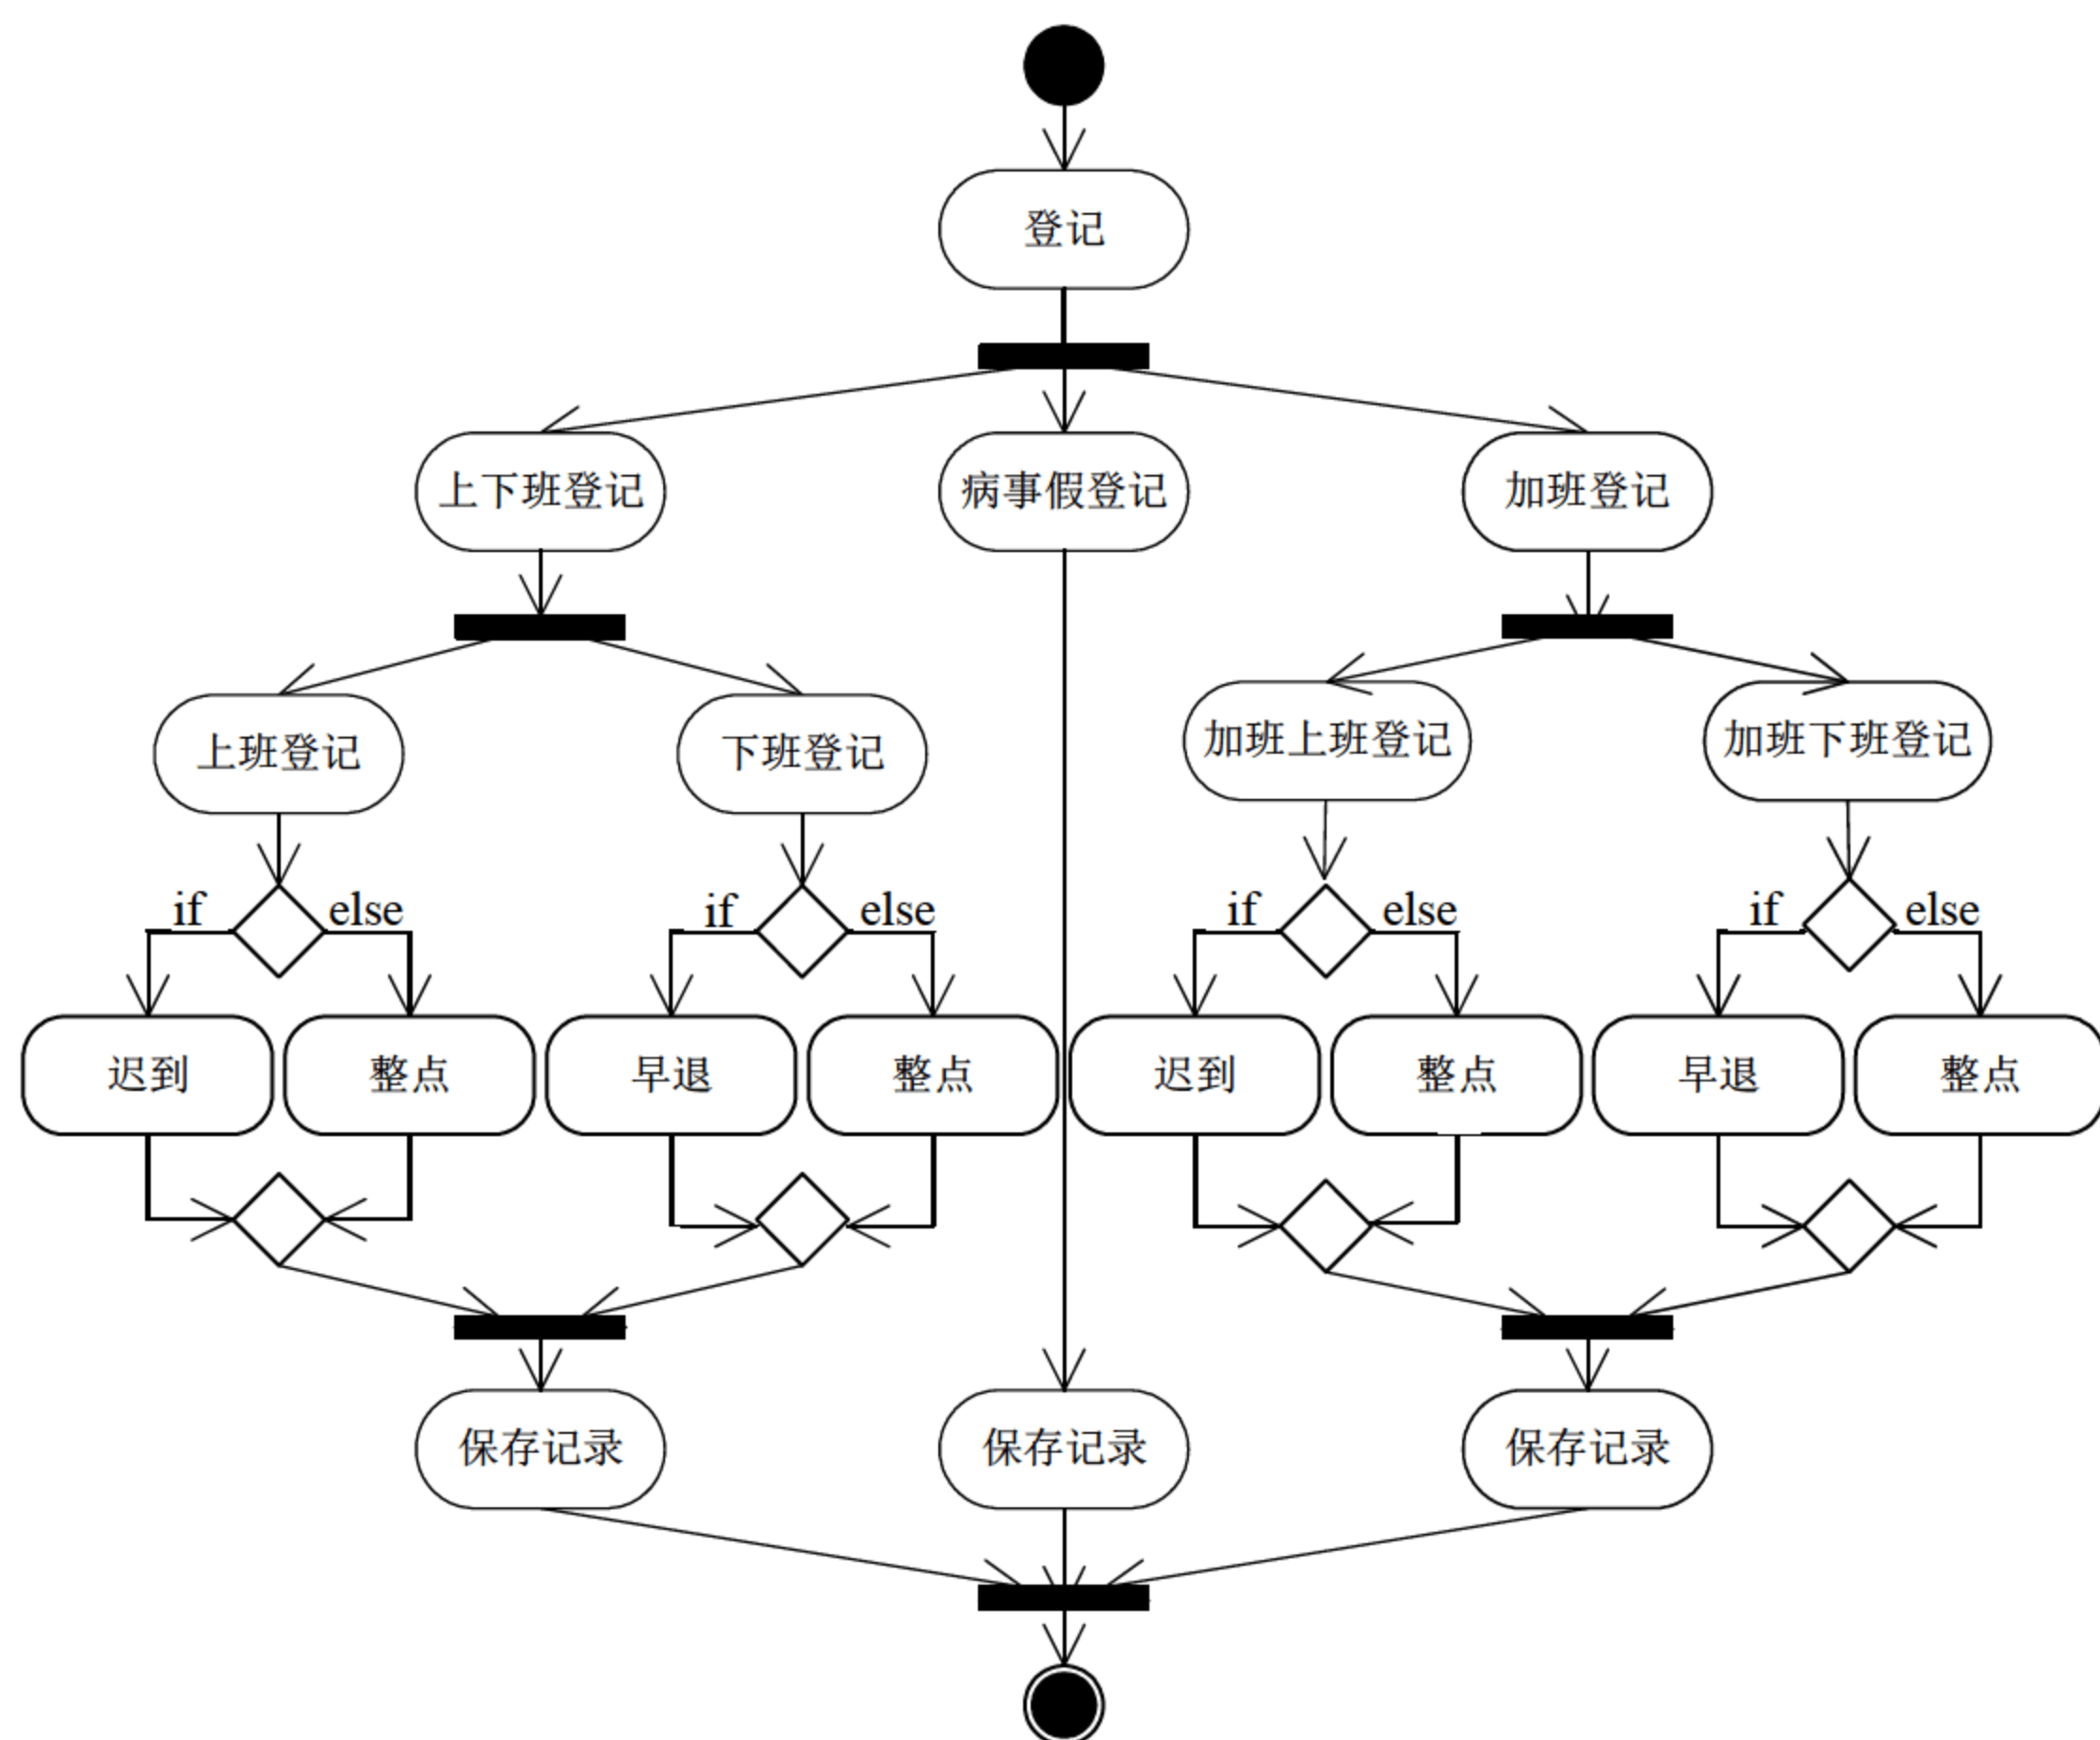 登记
上下班登记
病事假登记
加班登记
上班登记
下班登记
加班上班登记
加班下班登记
if
else
if
else
if
else
if
else
迟到
整点
早退
整点
迟到
整点
早退
整点
保存记录
保存记录
保存记录